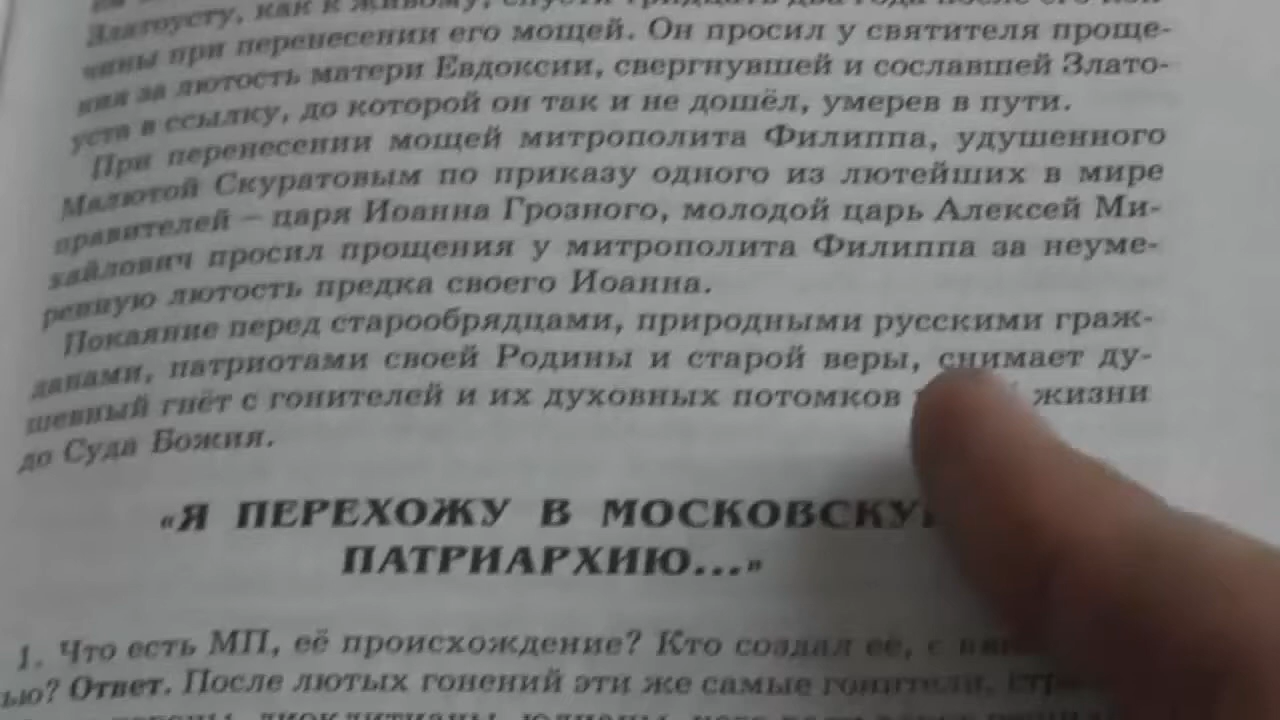 Златоусту, как к живому, спустя тридцать два года после его кон-
чины при перенесении его мощей. Он просил у святителя проще-
ния за лютость матери Евдоксии, свергнувшей и сославшей Злато-
уста в ссылку, до которой он так и не дошёл, умерев в пути.
При перенесении мощей митрополита Филиппа, удушенного
Малютой Скуратовым по приказу одного из лютейших в мире
правителей – царя Иоанна Грозного, молодой царь Алексей Ми-
хайлович просил прощения у митрополита Филиппа за неуме-
ренную лютость предка своего Иоанна.
Покаяние перед старообрядцами, природными русскими граж-
данами, патриотами своей Родины и старой веры, снимает ду-
шевный гнёт с гонителей и их духовных потомков жизни
до Суда Божия.
«Я ПЕРЕХОЖУ В МОСКОВСКУ
ПАТРИАРХИЮ...»
1. Что есть МП, её происхождение? Кто создал её, с
ью? Ответ. После лютых гонений эти же самые гонители,